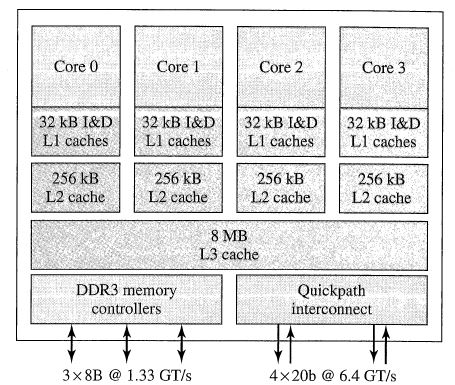 Core 0
Core 1
Core 2
Core 3
32 kB I&D
L1 caches
32 kB I&D
L1 caches
32 kB I&D
L1 caches
32 kB I&D
L1 caches
256 kB
L2 cache
256 kB
L2 cache
256 kB
L2 cache
256 kB
L2 cache
8 MB
L3 cache
DDR3 memory
controllers
Quickpath
interconnect
3×8B @ 1.33 GT/s
4×20b @ 6.4 GT/s